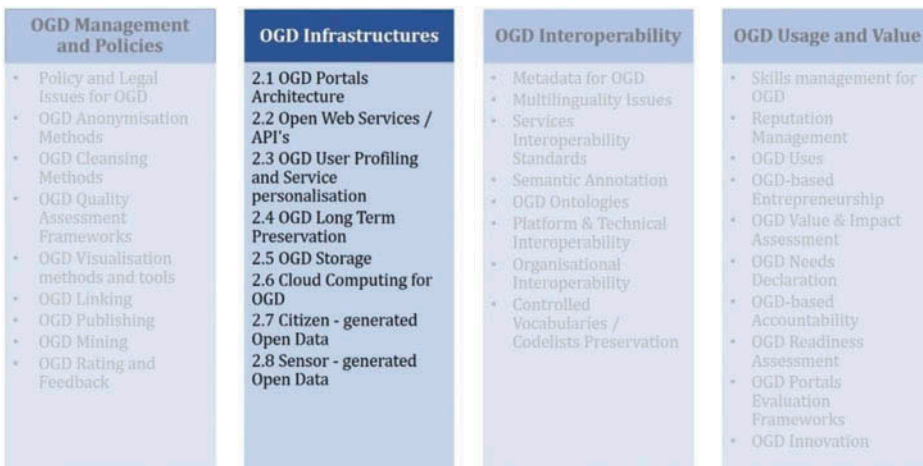 OGD Management
and Policies
• Policy and Legal
Issues for OGD
• OGD Anonymisation
Methods
• OGD Cleansing
Methods
• OGD Quality
Assessment
Frameworks
• OGD Visualisation
methods and tools
• OGD Linking
• OGD Publishing
• OGD Mining
• OGD Rating and
Feedback
OGD Infrastructures
2.1 OGD Portals
Architecture
2.2 Open Web Services /
API's
2.3 OGD User Profiling
and Service
personalisation
2.4 OGD Long Term
Preservation
2.5 OGD Storage
2.6 Cloud Computing for
OGD
2.7 Citizen - generated
Open Data
2.8 Sensor - generated
Open Data
OGD Interoperability
• Metadata for OGD
• Multilinguality Issues
• Services
Interoperability
Standards
• Semantic Annotation
• OGD Ontologies
• Platform & Technical
Interoperability
• Organisational
Interoperability
• Controlled
Vocabularies /
Codelists Preservation
OGD Usage and Value
• Skills management for
OGD
• Reputation
Management
• OGD Uses
• OGD-based
Entrepreneurship
• OGD Value & Impact
Assessment
• OGD Needs
Declaration
• OGD-based
Accountability
• OGD Readiness
Assessment
• OGD Portals
Evaluation
Frameworks
• OGD Innovation